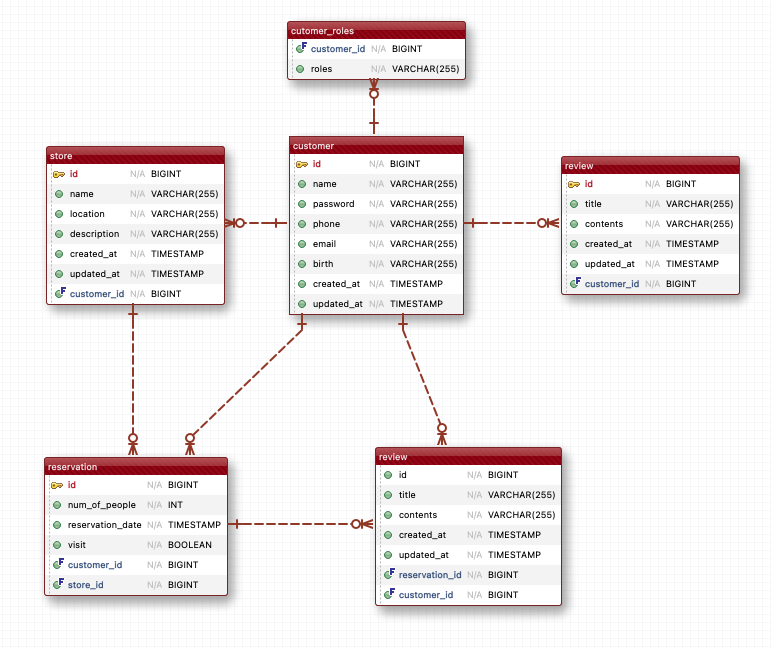 cutomer_roles
customer_id N/A BIGINT
roles N/A VARCHAR(255)
customer
id N/A BIGINT
name N/A VARCHAR(255)
password N/A VARCHAR(255)
phone N/A VARCHAR(255)
email N/A VARCHAR(255)
birth N/A VARCHAR(255)
created_at N/A TIMESTAMP
updated_at N/A TIMESTAMP
store
id N/A BIGINT
name N/A VARCHAR(255)
location N/A VARCHAR(255)
description N/A VARCHAR(255)
created_at N/A TIMESTAMP
updated_at N/A TIMESTAMP
customer_id N/A BIGINT
review
id N/A BIGINT
title N/A VARCHAR(255)
contents N/A VARCHAR(255)
created_at N/A TIMESTAMP
updated_at N/A TIMESTAMP
customer_id N/A BIGINT
reservation
id N/A BIGINT
num_of_people N/A INT
reservation_date N/A TIMESTAMP
visit N/A BOOLEAN
customer_id N/A BIGINT
store_id N/A BIGINT
review
id N/A BIGINT
title N/A VARCHAR(255)
contents N/A VARCHAR(255)
created_at N/A TIMESTAMP
updated_at N/A TIMESTAMP
reservation_id N/A BIGINT
customer_id N/A BIGINT